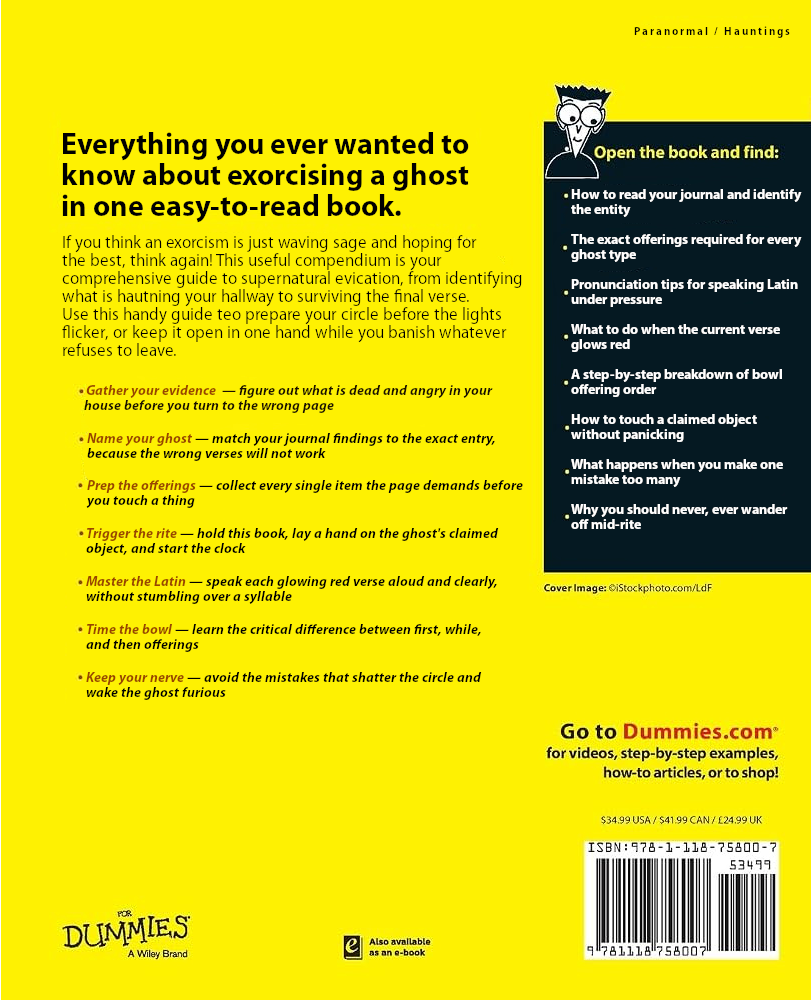 Paranormal / Hauntings
Everything you ever wanted to
know about exorcising a ghost
in one easy-to-read book.
If you think an exorcism is just waving sage and hoping for
the best, think again! This useful compendium is your
comprehensive guide to supernatural evication, from identifying
what is hautning your hallway to surviving the final verse.
Use this handy guide teo prepare your circle before the lights
flicker, or keep it open in one hand while you banish whatever
refuses to leave.
• Gather your evidence — figure out what is dead and angry in your
house before you turn to the wrong page
• Name your ghost — match your journal findings to the exact entry,
because the wrong verses will not work
• Prep the offerings — collect every single item the page demands before
you touch a thing
• Trigger the rite — hold this book, lay a hand on the ghost's claimed
object, and start the clock
• Master the Latin — speak each glowing red verse aloud and clearly,
without stumbling over a syllable
• Time the bowl — learn the critical difference between first, while,
and then offerings
• Keep your nerve — avoid the mistakes that shatter the circle and
wake the ghost furious
Open the book and find:
• How to read your journal and identify
the entity
• The exact offerings required for every
ghost type
• Pronunciation tips for speaking Latin
under pressure
• What to do when the current verse
glows red
• A step-by-step breakdown of bowl
offering order
• How to touch a claimed object
without panicking
• What happens when you make one
mistake too many
• Why you should never, ever wander
off mid-rite
Cover Image: ©iStockphoto.com/LdF
Go to Dummies.com®
for videos, step-by-step examples,
how-to articles, or to shop!
$34.99 USA / $41.99 CAN / £24.99 UK
ISBN:978-1-118-75800-7
53499
9 781118 758007
FOR
DUMMIES®
A Wiley Brand
e
Also available
as an e-book